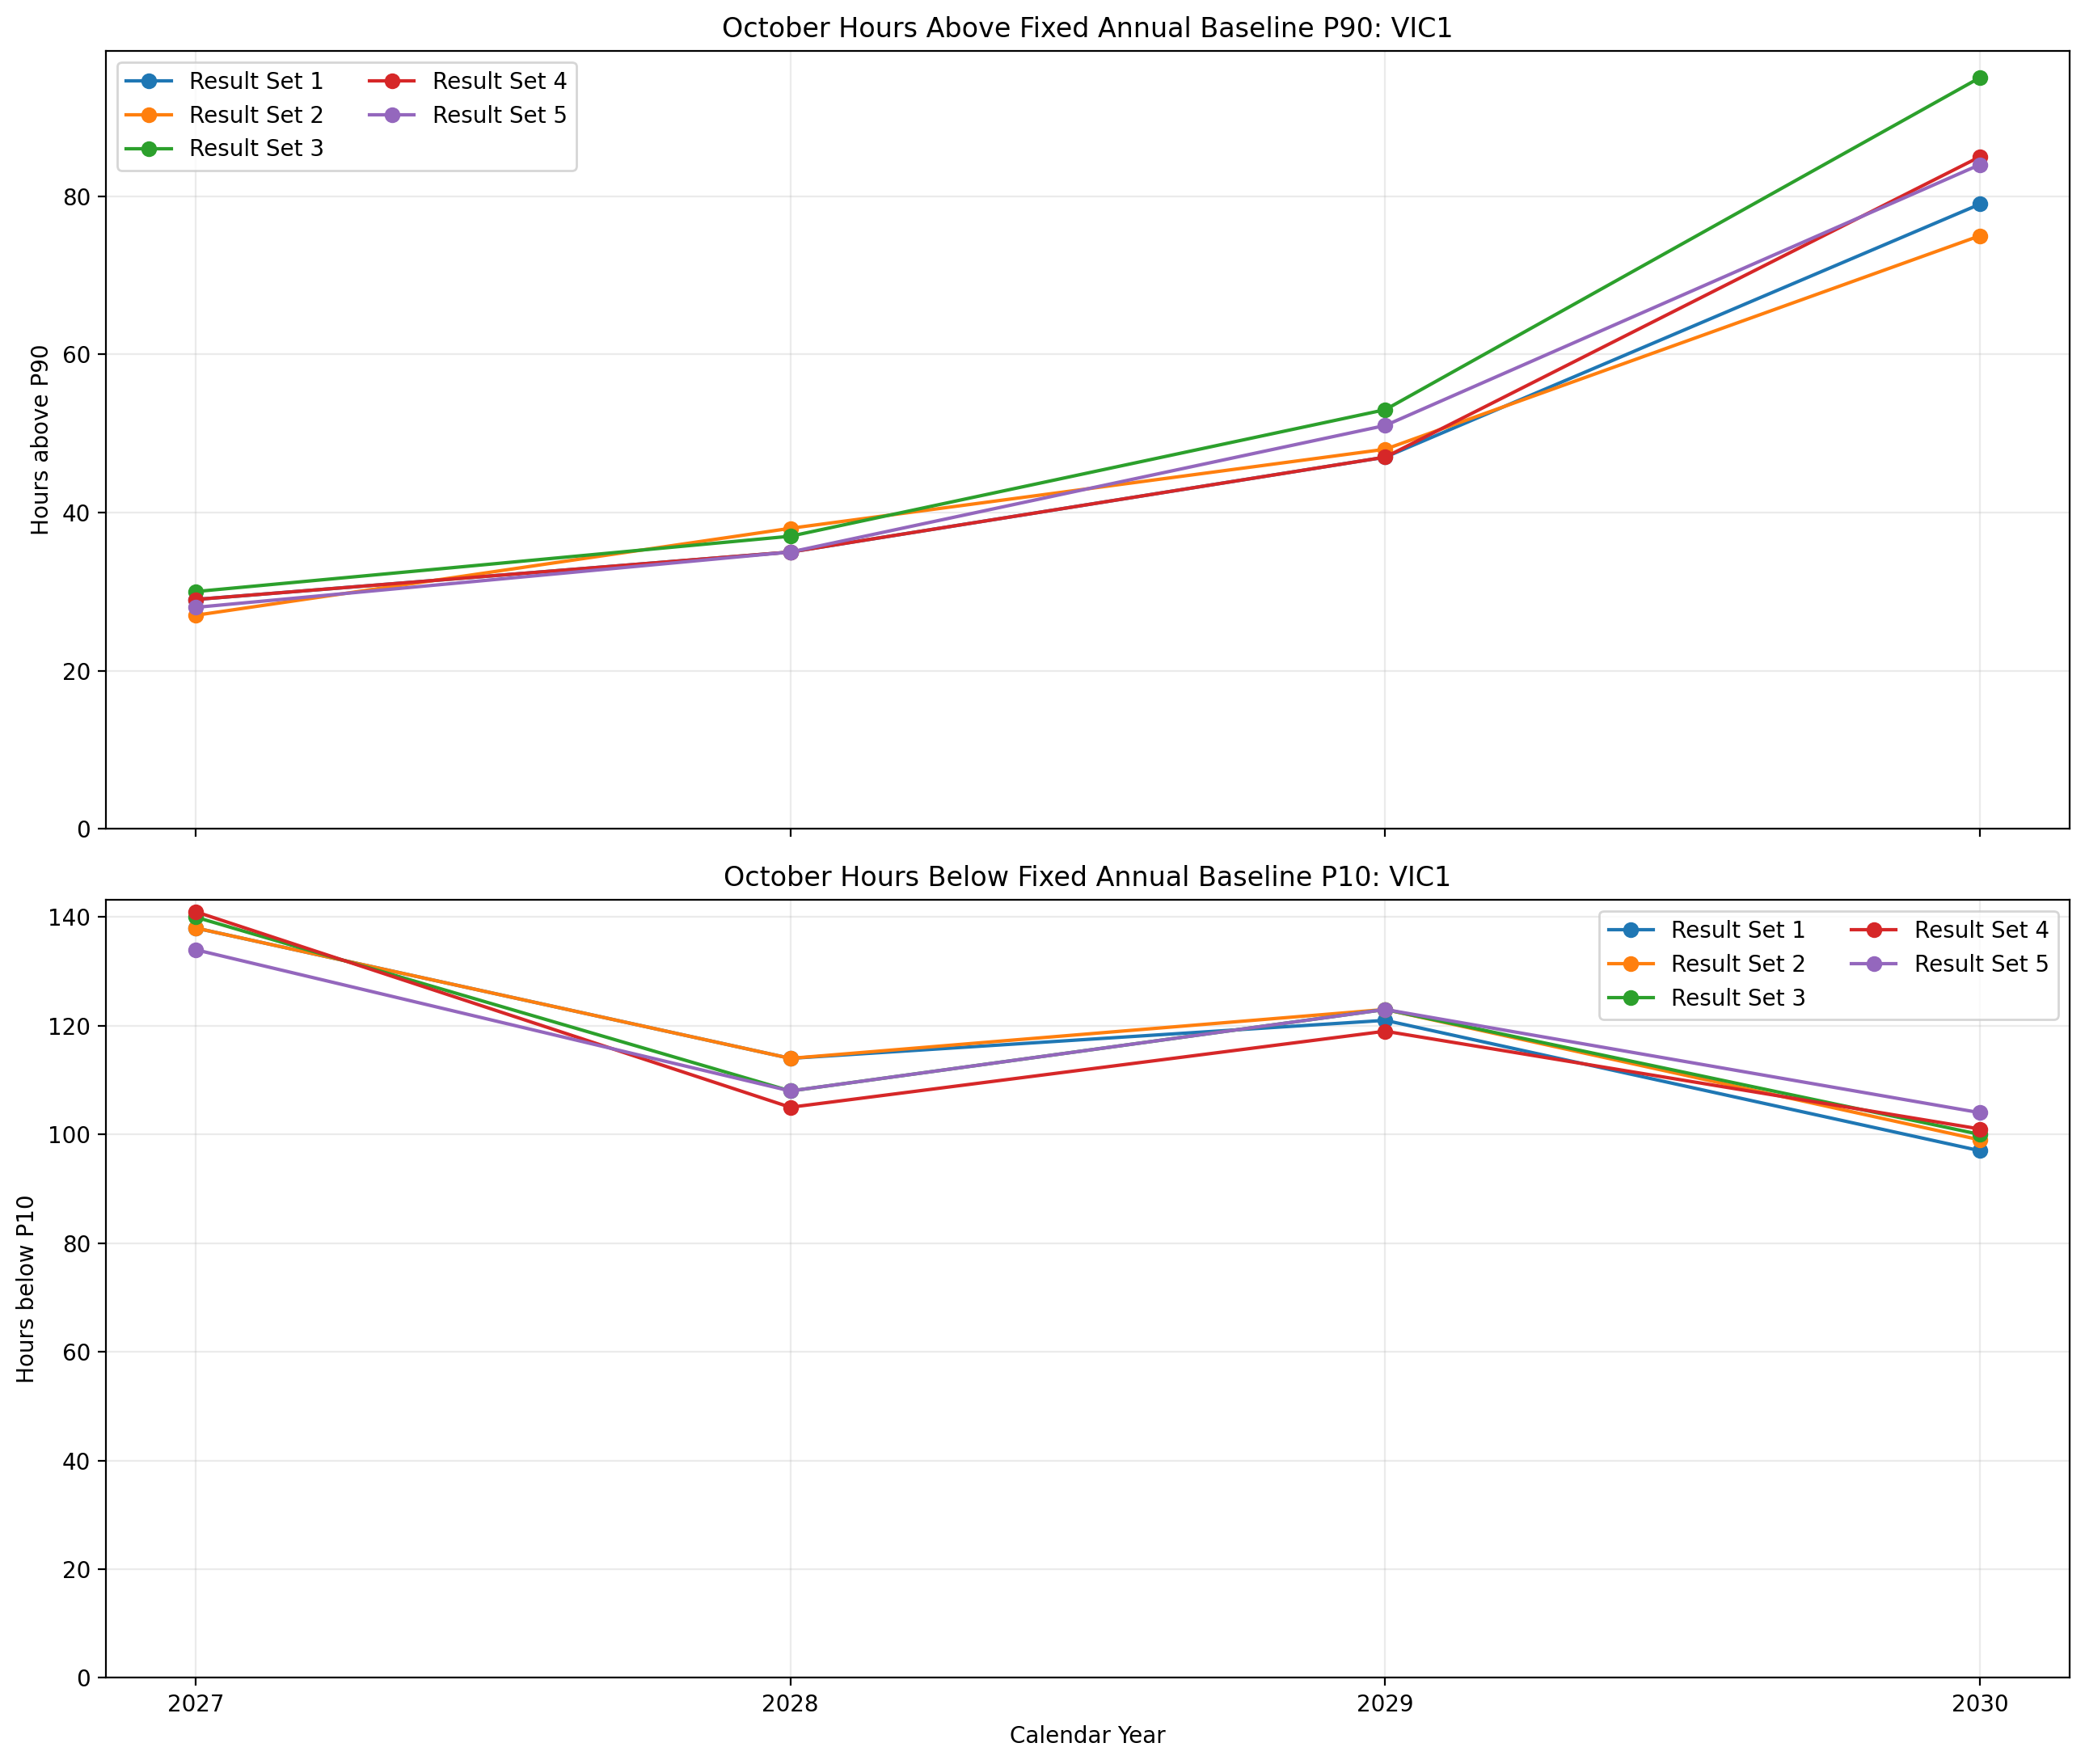 October Hours Above Fixed Annual Baseline P90: VIC1
Result Set 1
Result Set 2
Result Set 3
Result Set 4
Result Set 5
Hours above P90
80
60
40
20
0
October Hours Below Fixed Annual Baseline P10: VIC1
Result Set 1
Result Set 2
Result Set 3
Result Set 4
Result Set 5
Hours below P10
140
120
100
80
60
40
20
0
2027
2028
2029
2030
Calendar Year